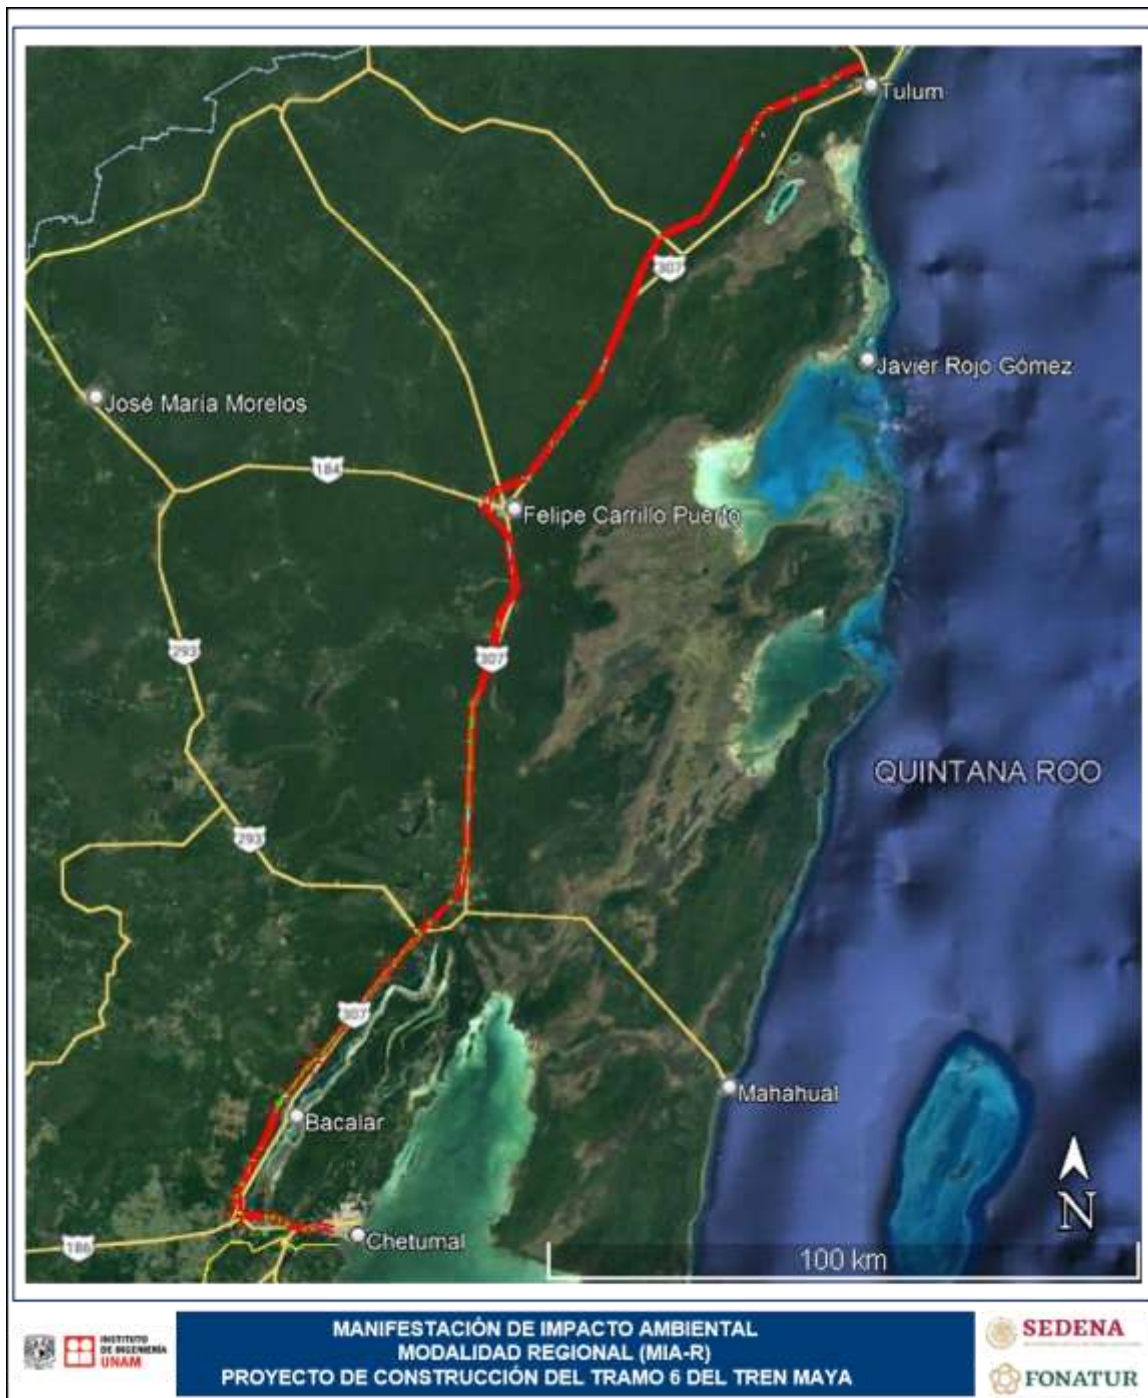 Tulum
307
Javier Rojo Gómez
José María Morelos
184
Felipe Carrillo Puerto
293
307
QUINTANA ROO
293
307
Mahahual
Bacalar
N
Chetumal
186
100 km
INSTITUTO
DE INGENIERÍA
UNAM
MANIFESTACIÓN DE IMPACTO AMBIENTAL
MODALIDAD REGIONAL (MIA-R)
PROYECTO DE CONSTRUCCIÓN DEL TRAMO 6 DEL TREN MAYA
SEDENA
FONATUR